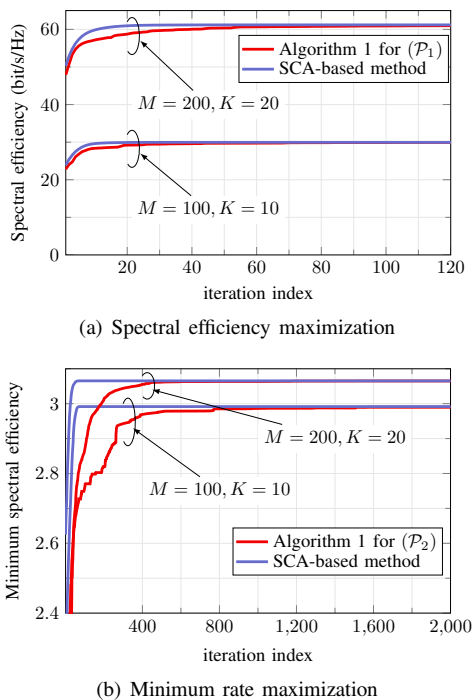 Spectral efficiency (bit/s/Hz)
60
40
20
0
20 40 60 80 100 120
Algorithm 1 for (𝒫₁)
SCA-based method
M = 200, K = 20
M = 100, K = 10
iteration index
(a) Spectral efficiency maximization
Minimum spectral efficiency
3
2.8
2.6
2.4
400 800 1,200 1,600 2,000
M = 200, K = 20
M = 100, K = 10
Algorithm 1 for (𝒫₂)
SCA-based method
iteration index
(b) Minimum rate maximization